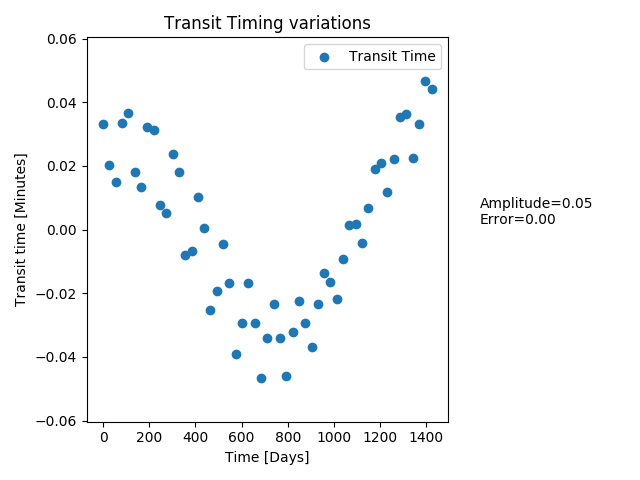 Transit Timing variations
Transit Time
0.06
0.04
0.02
0.00
−0.02
−0.04
−0.06
Transit time [Minutes]
0 200 400 600 800 1000 1200 1400
Time [Days]
Amplitude=0.05
Error=0.00